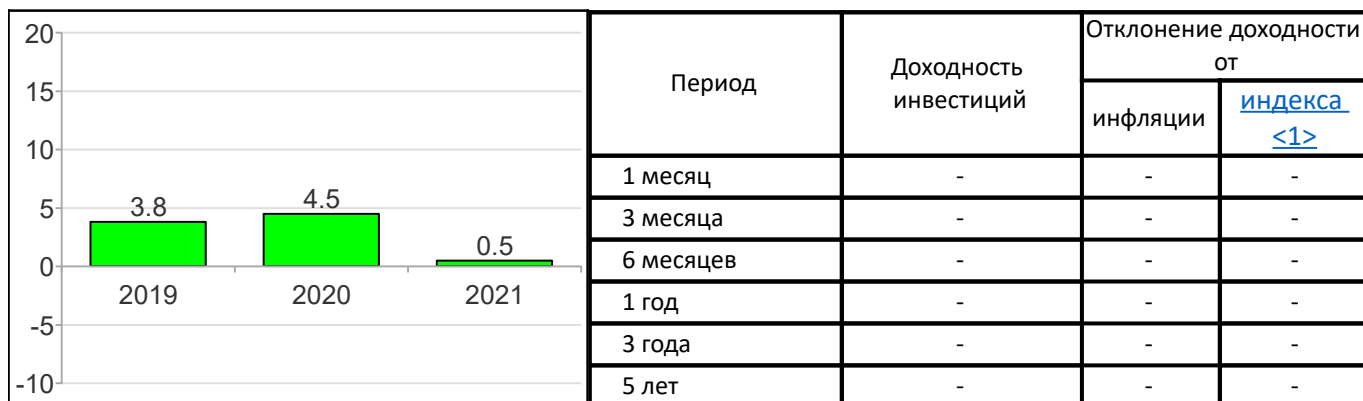 20
15
10
5
0
-5
-10
3.8
4.5
0.5
2019 2020 2021
Период
Доходность
инвестиций
Отклонение доходности
от
инфляции
индекса
<1>
1 месяц - - -
3 месяца - - -
6 месяцев - - -
1 год - - -
3 года - - -
5 лет - - -